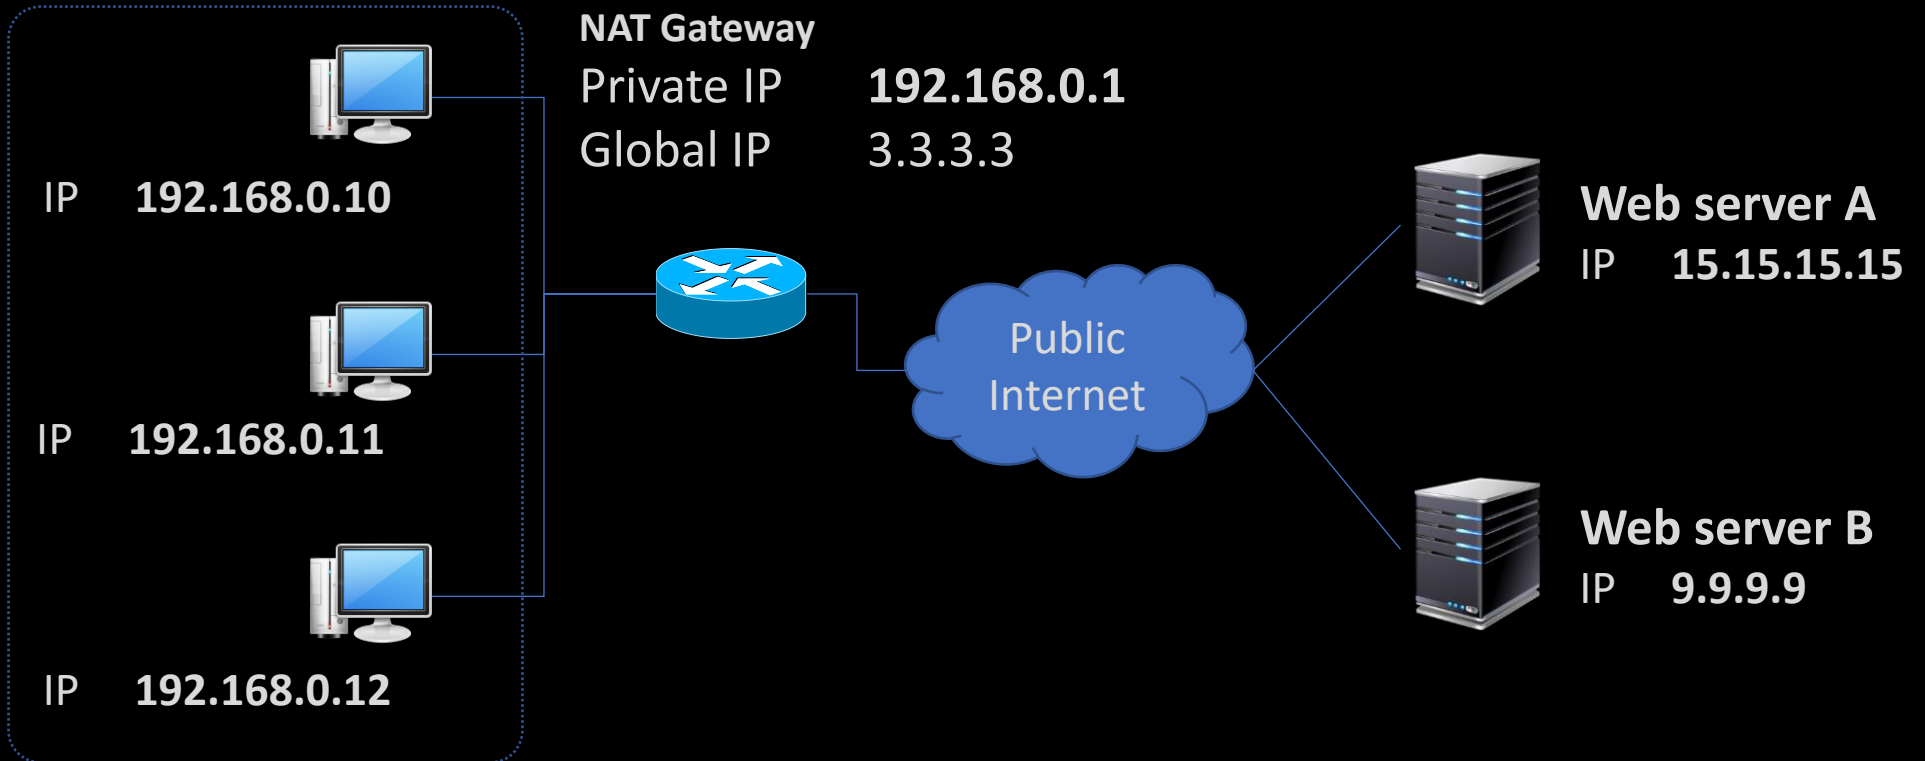 NAT Gateway
Private IP 192.168.0.1
Global IP 3.3.3.3
IP 192.168.0.10
IP 192.168.0.11
IP 192.168.0.12
Public
Internet
Web server A
IP 15.15.15.15
Web server B
IP 9.9.9.9